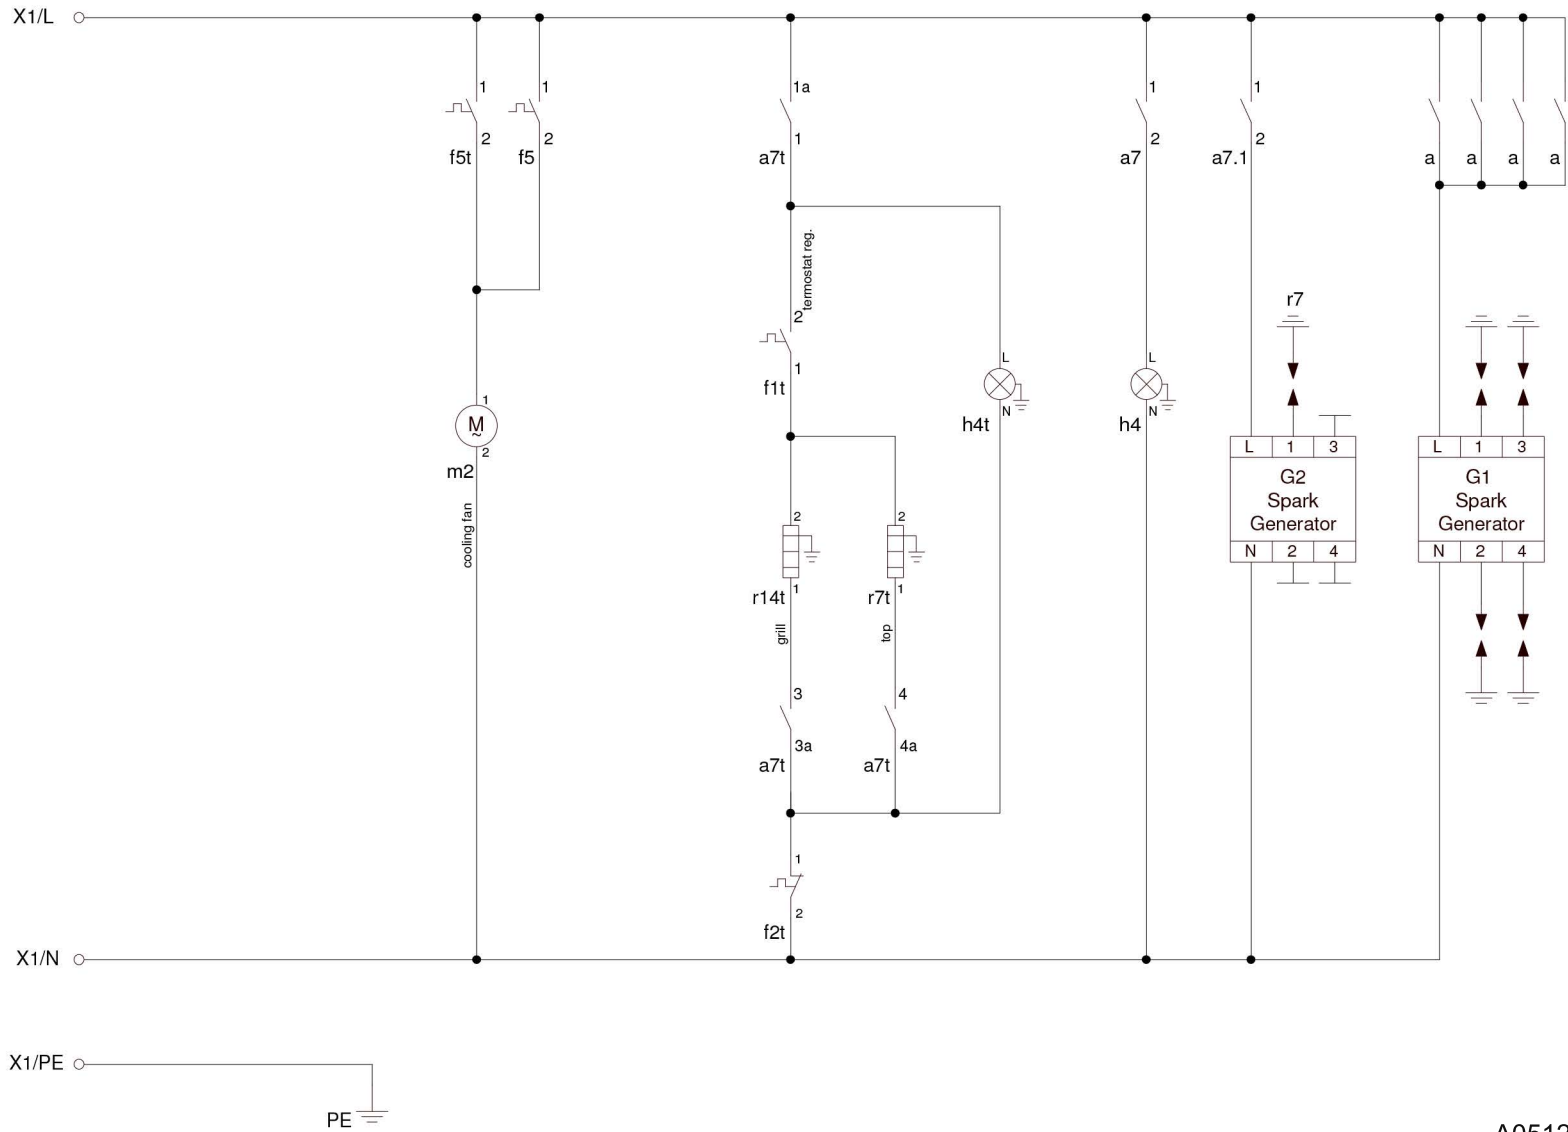 X1/L
1 1 1a 1 1
2 2 1 2 2
f5t f5 a7t a7 a7.1 a a a a
termostat reg.
2
r7
1
f1t
L L
N N
h4t h4
1
M
~
2
m2
cooling fan
L 1 3 L 1 3
G2 G1
Spark Spark
Generator Generator
N 2 4 N 2 4
2 2
1 1
r14t r7t
grill top
3 4
3a 4a
a7t a7t
1
2
f2t
X1/N
X1/PE
PE